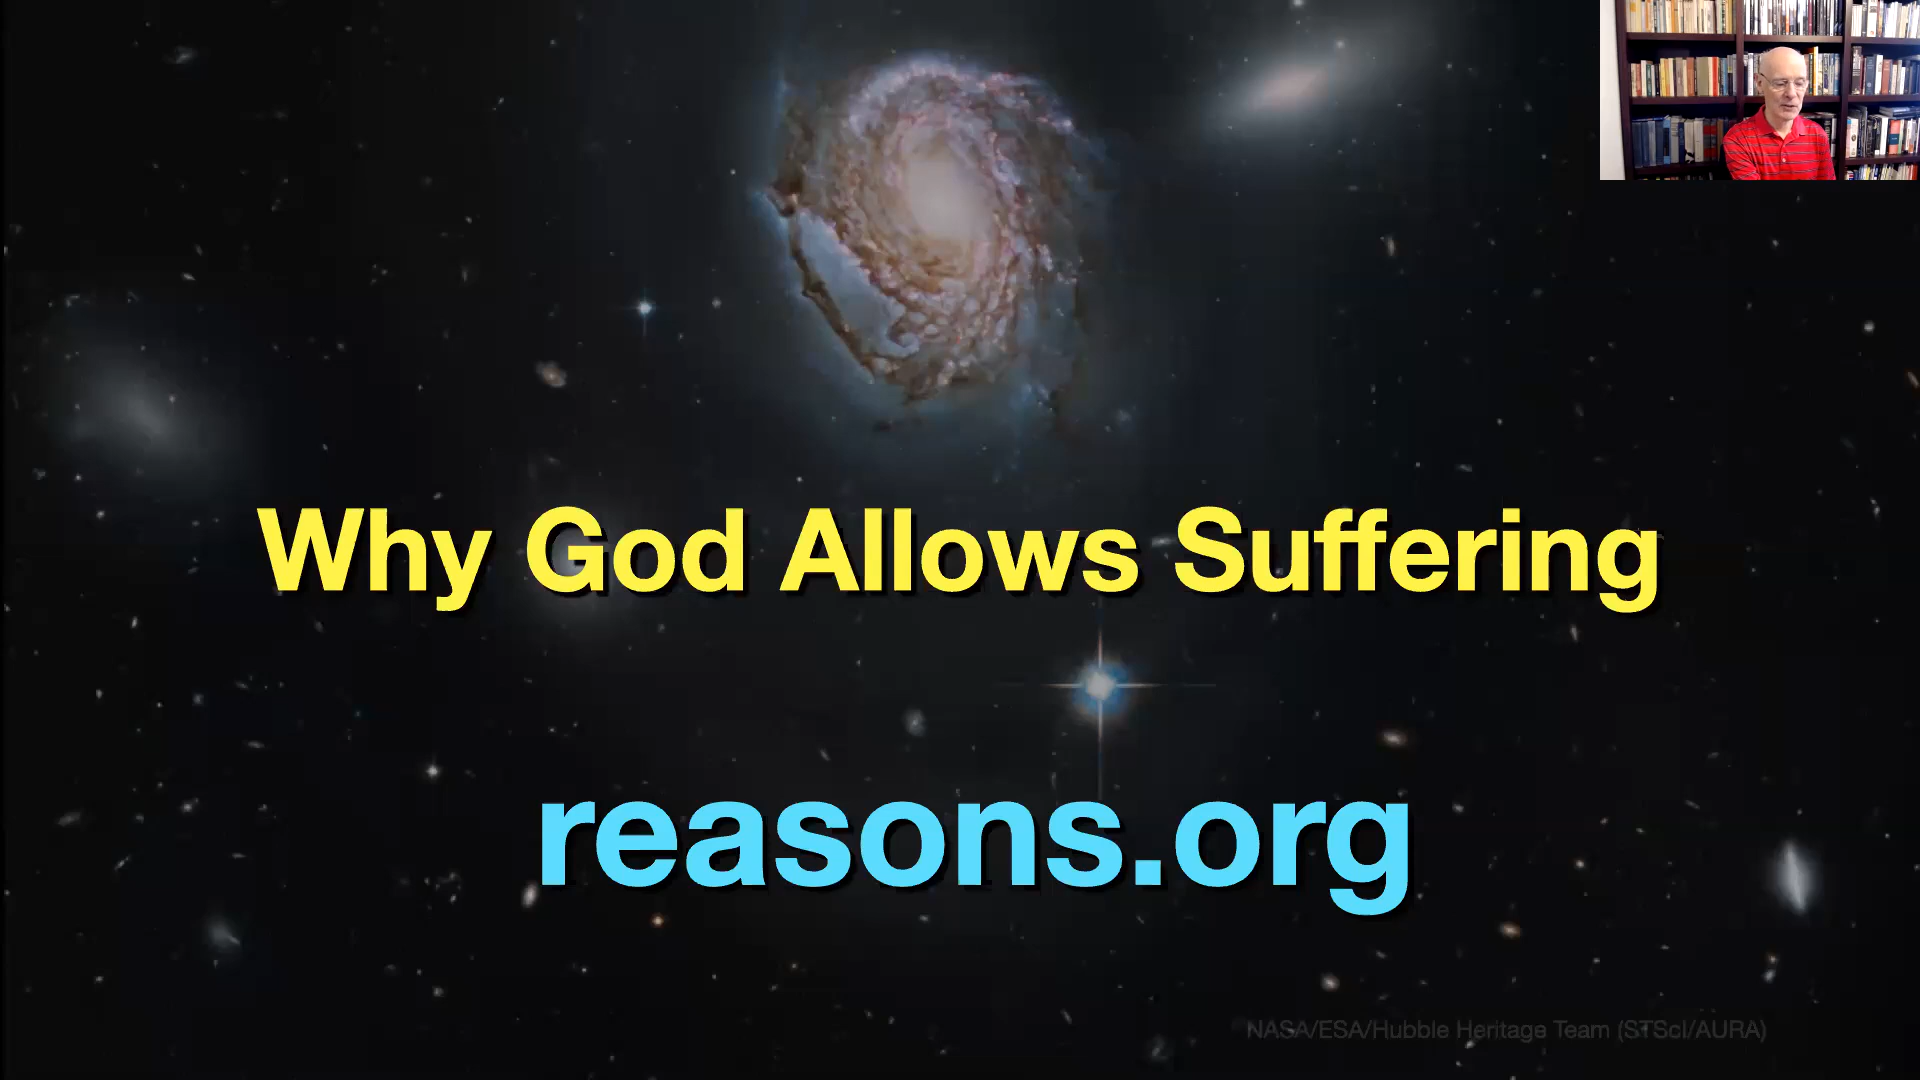 Why God Allows Suffering
reasons.org
NASA/ESA/Hubble Heritage Team (STScI/AURA)